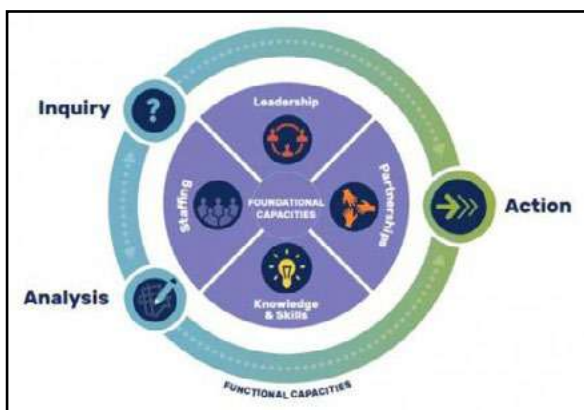 Leadership
Inquiry
?
Staffing
FOUNDATIONAL
CAPACITIES
Partnerships
Action
Analysis
Knowledge
& Skills
FUNCTIONAL CAPACITIES